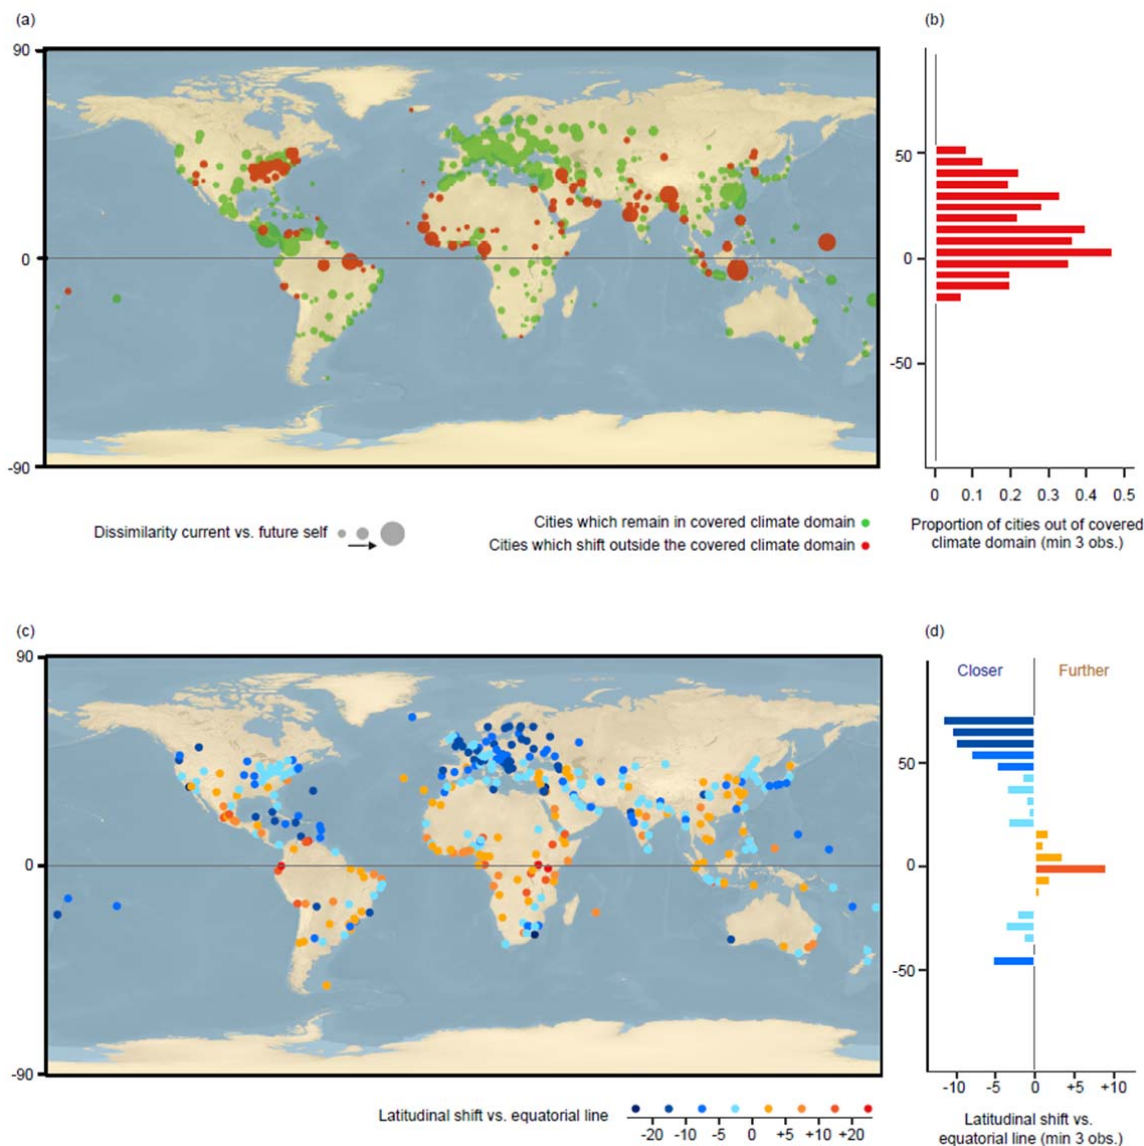 (a)
(b)
90
0
-90
50
0
-50
0 0.1 0.2 0.3 0.4 0.5
Proportion of cities out of covered
climate domain (min 3 obs.)
Dissimilarity current vs. future self
Cities which remain in covered climate domain
Cities which shift outside the covered climate domain
(c)
(d)
90
0
-90
Closer
Further
50
0
-50
-10 -5 0 +5 +10
Latitudinal shift vs.
equatorial line (min 3 obs.)
Latitudinal shift vs. equatorial line
-20 -10 -5 0 +5 +10 +20